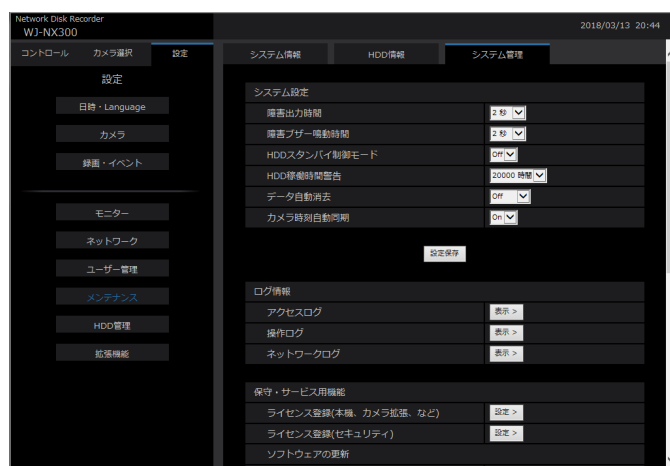 Network Disk Recorder
WJ-NX300
2018/03/13 20:44
コントロール カメラ選択 設定
システム情報 HDD情報 システム管理
設定
日時・Language
カメラ
録画・イベント
モニター
ネットワーク
ユーザー管理
メンテナンス
HDD管理
拡張機能
システム設定
障害出力時間 2 秒
障害ブザー鳴動時間 2 秒
HDDスタンバイ制御モード Off
HDD稼働時間警告 20000 時間
データ自動消去 Off
カメラ時刻自動同期 On
設定保存
ログ情報
アクセスログ 表示 >
操作ログ 表示 >
ネットワークログ 表示 >
保守・サービス用機能
ライセンス登録(本機、カメラ拡張、など) 設定 >
ライセンス登録(セキュリティ) 設定 >
ソフトウェアの更新